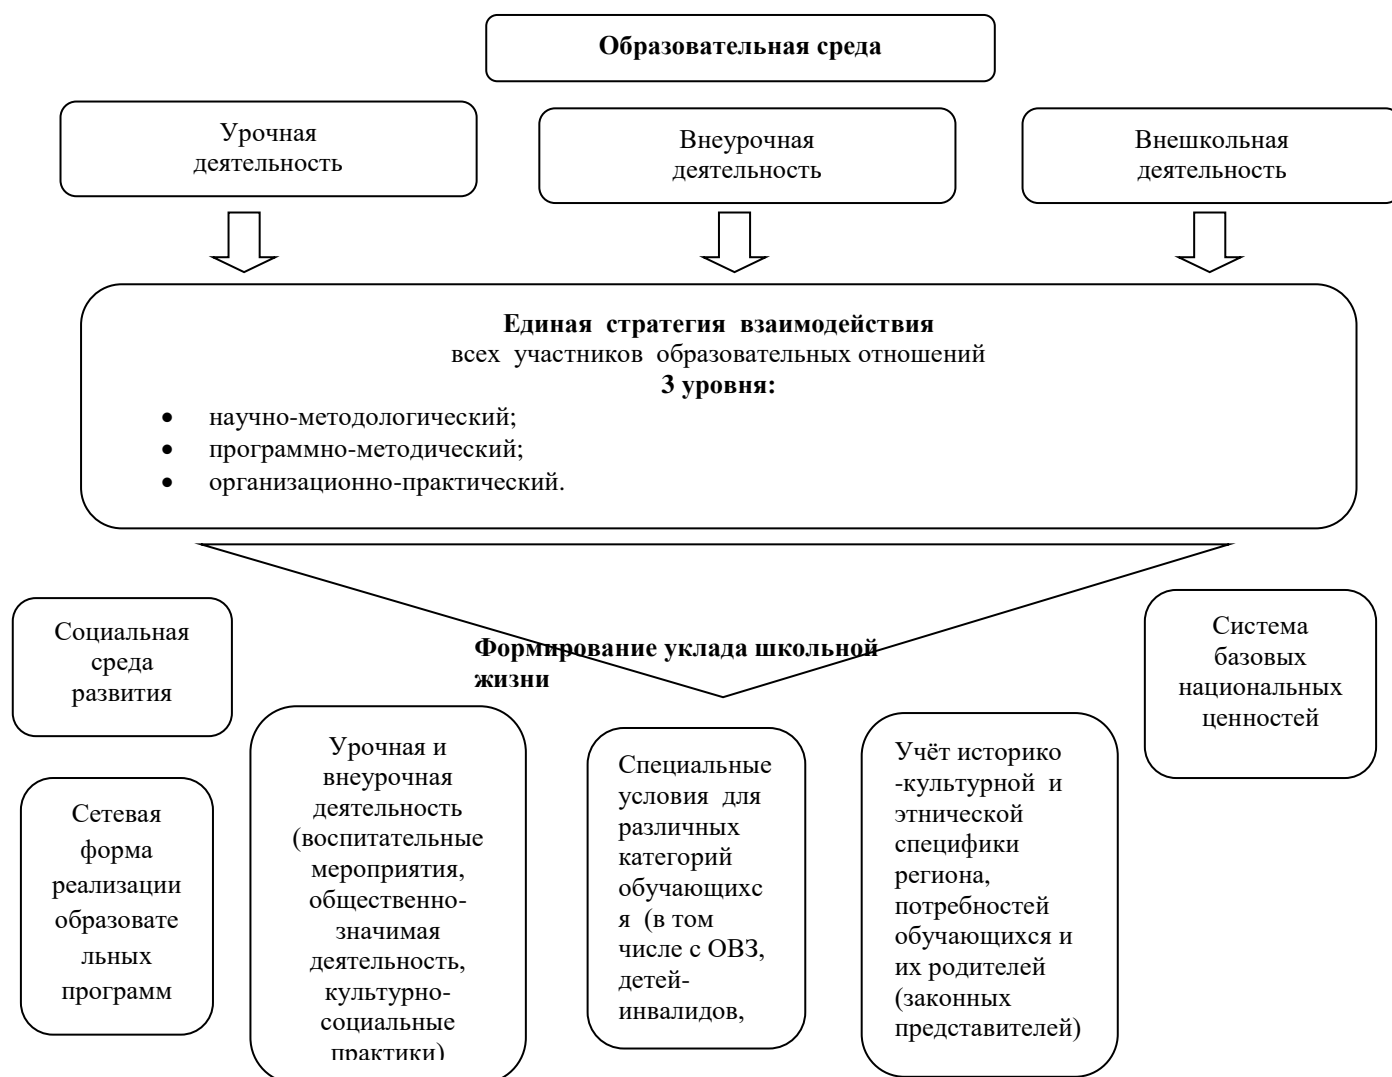 Образовательная среда
Урочная
деятельность
Внеурочная
деятельность
Внешкольная
деятельность
Единая стратегия взаимодействия
всех участников образовательных отношений
3 уровня:
• научно-методологический;
• программно-методический;
• организационно-практический.
Формирование уклада школьной
жизни
Социальная
среда
развития
Система
базовых
национальных
ценностей
Сетевая
форма
реализации
образовате
льных
программ
Урочная и
внеурочная
деятельность
(воспитательные
мероприятия,
общественно-
значимая
деятельность,
культурно-
социальные
практики)
Специальные
условия для
различных
категорий
обучающихс
я (в том
числе с ОВЗ,
детей-
инвалидов,
Учёт историко
-культурной и
этнической
специфики
региона,
потребностей
обучающихся и
их родителей
(законных
представителей)